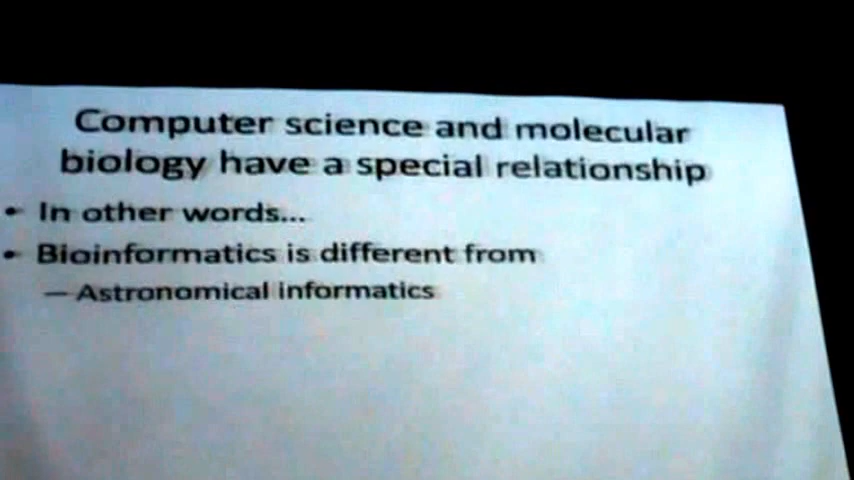 Computer science and molecular
biology have a special relationship
• In other words...
• Bioinformatics is different from
— Astronomical informatics